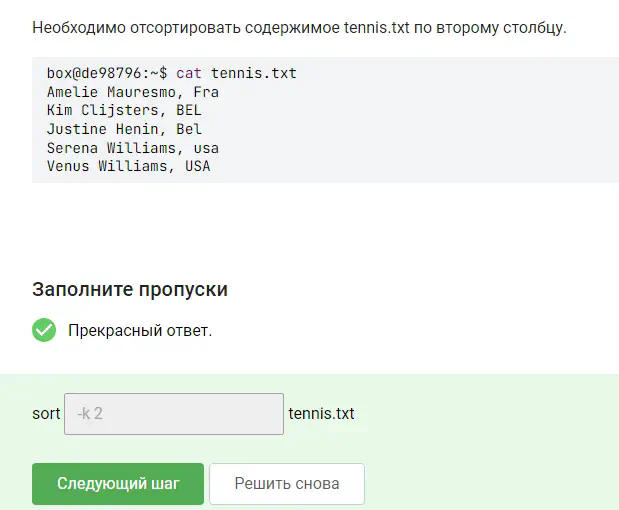 Необходимо отсортировать содержимое tennis.txt по второму столбцу.
box@de98796:~$ cat tennis.txt
Amelie Mauresmo, Fra
Kim Clijsters, BEL
Justine Henin, Bel
Serena Williams, usa
Venus Williams, USA
Заполните пропуски
Прекрасный ответ.
sort -k 2 tennis.txt
Следующий шаг Решить снова